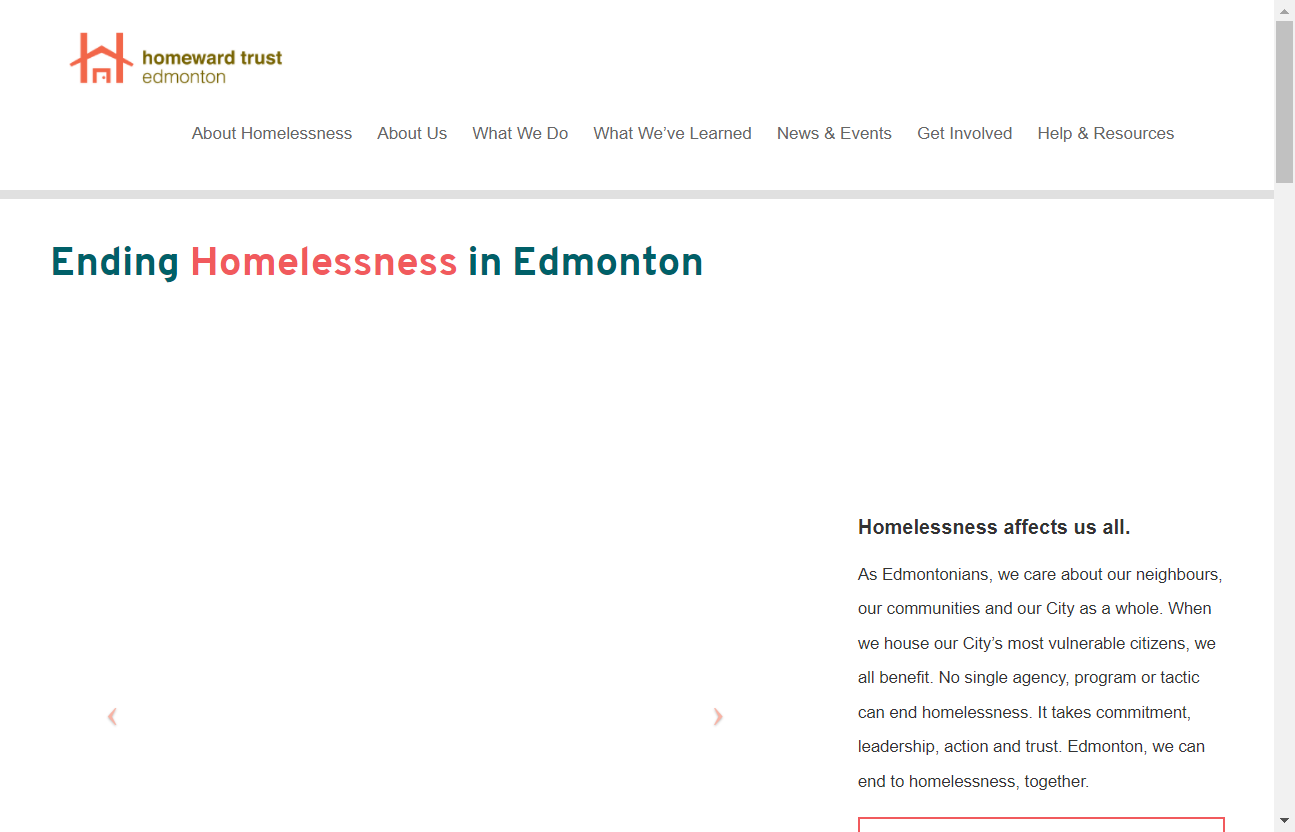 homeward trust
edmonton
About Homelessness About Us What We Do What We’ve Learned News & Events Get Involved Help & Resources
Ending Homelessness in Edmonton
Homelessness affects us all.
As Edmontonians, we care about our neighbours,
our communities and our City as a whole. When
we house our City’s most vulnerable citizens, we
all benefit. No single agency, program or tactic
can end homelessness. It takes commitment,
leadership, action and trust. Edmonton, we can
end to homelessness, together.